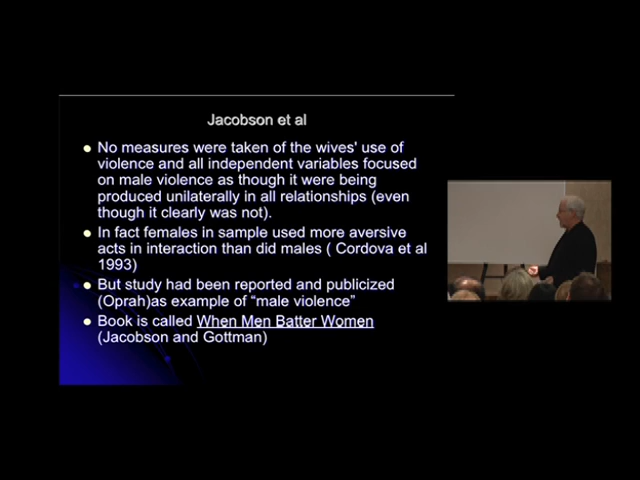 Jacobson et al
No measures were taken of the wives' use of
violence and all independent variables focused
on male violence as though it were being
produced unilaterally in all relationships (even
though it clearly was not).
In fact females in sample used more aversive
acts in interaction than did males ( Cordova et al
1993)
But study had been reported and publicized
(Oprah)as example of “male violence”
Book is called When Men Batter Women
(Jacobson and Gottman)